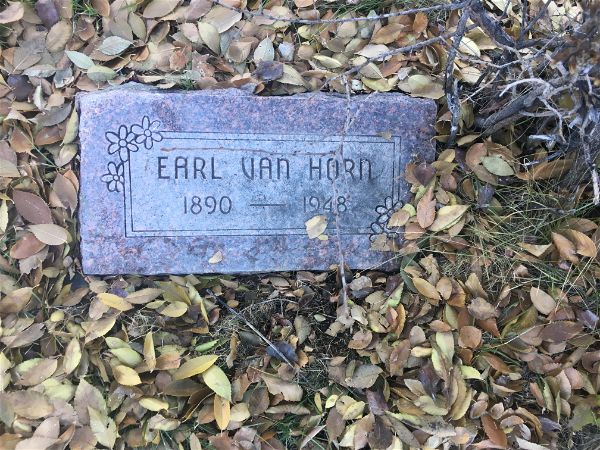 EARL VAN HORN
1890 — 1948